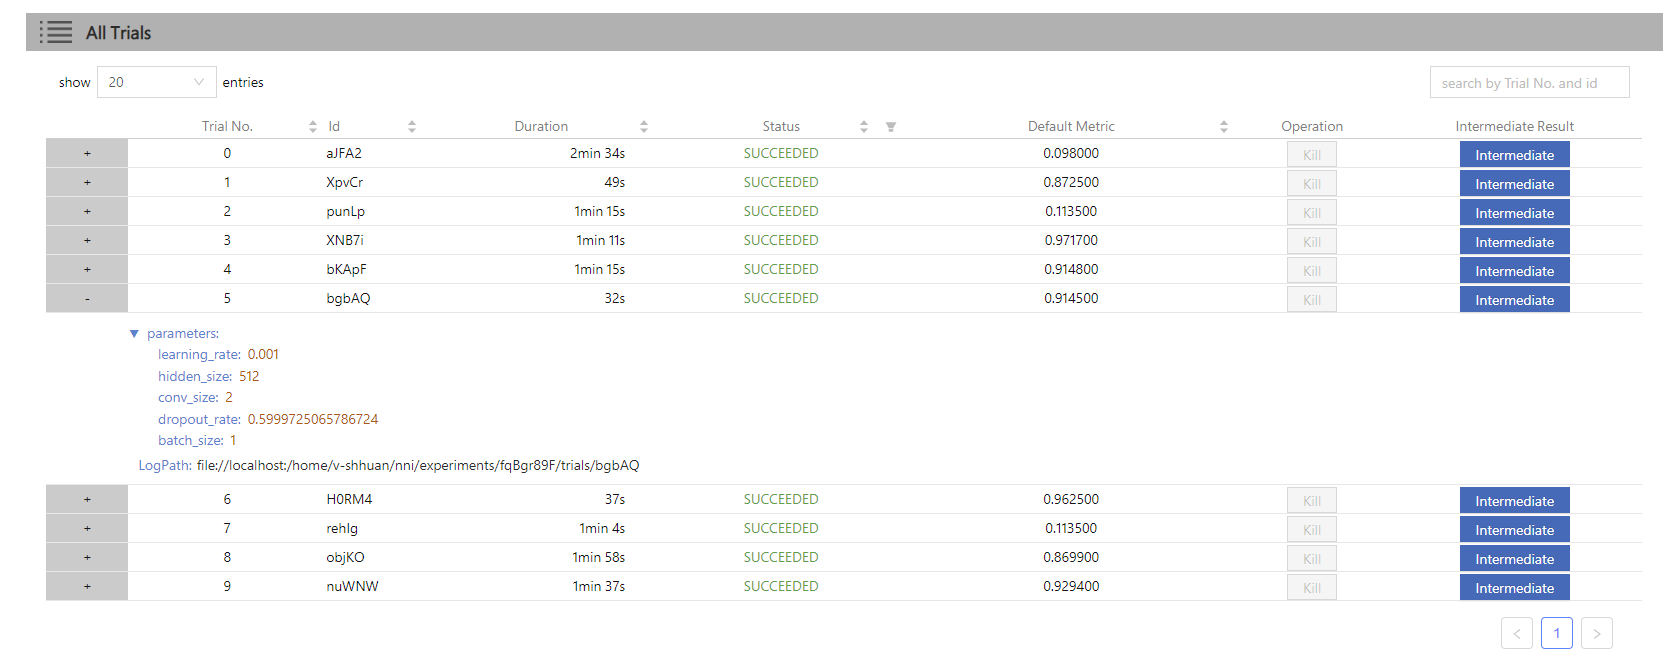 All Trials
show 20 entries search by Trial No. and id
Trial No. Id Duration Status Default Metric Operation Intermediate Result
+ 0 aJFA2 2min 34s SUCCEEDED 0.098000 Kill Intermediate
+ 1 XpvCr 49s SUCCEEDED 0.872500 Kill Intermediate
+ 2 punLp 1min 15s SUCCEEDED 0.113500 Kill Intermediate
+ 3 XNB7i 1min 11s SUCCEEDED 0.971700 Kill Intermediate
+ 4 bKApF 1min 15s SUCCEEDED 0.914800 Kill Intermediate
- 5 bgbAQ 32s SUCCEEDED 0.914500 Kill Intermediate
parameters:
learning_rate: 0.001
hidden_size: 512
conv_size: 2
dropout_rate: 0.5999725065786724
batch_size: 1
LogPath: file://localhost:/home/v-shhuan/nni/experiments/fqBgr89F/trials/bgbAQ
+ 6 H0RM4 37s SUCCEEDED 0.962500 Kill Intermediate
+ 7 rehIg 1min 4s SUCCEEDED 0.113500 Kill Intermediate
+ 8 objKO 1min 58s SUCCEEDED 0.869900 Kill Intermediate
+ 9 nuWNW 1min 37s SUCCEEDED 0.929400 Kill Intermediate
< 1 >